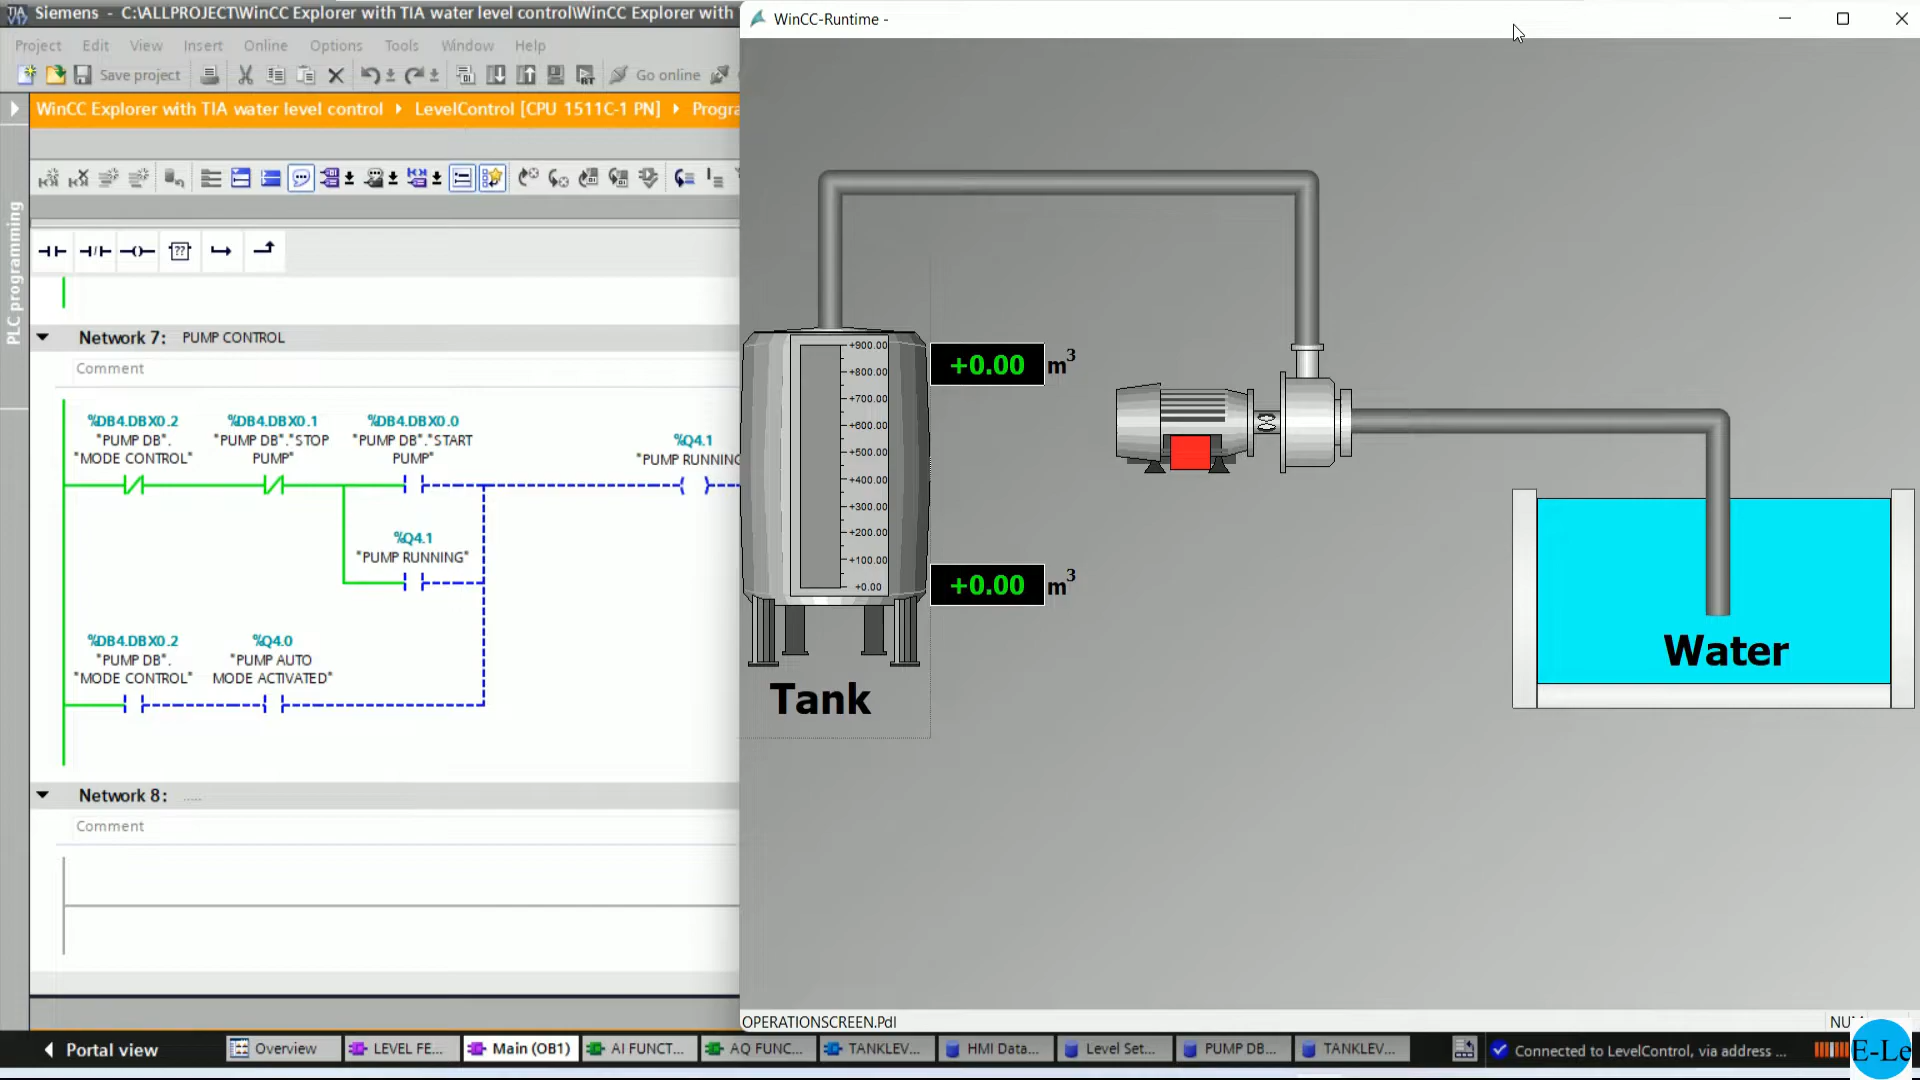 Siemens - C:\ALLPROJECT\WinCC Explorer with TIA water level control\WinCC Explorer with
Project Edit View Insert Online Options Tools Window Help
Save project Go online
WinCC Explorer with TIA water level control LevelControl [CPU 1511C-1 PN] Progra
PLC programming
Network 7: PUMP CONTROL
Comment
%DB4.DBX0.2 %DB4.DBX0.1 %DB4.DBX0.0 %Q4.1
"PUMP DB". "PUMP DB"."STOP "PUMP DB"."START "PUMP RUNNING
"MODE CONTROL" PUMP" PUMP"
%Q4.1
"PUMP RUNNING"
%DB4.DBX0.2 %Q4.0
"PUMP DB". "PUMP AUTO
"MODE CONTROL" MODE ACTIVATED"
Network 8: .....
Comment
WinCC-Runtime -
+900.00
+800.00
+700.00
+600.00
+500.00
+400.00
+300.00
+200.00
+100.00
+0.00
+0.00 m3
+0.00 m3
Tank
Water
OPERATIONSCREEN.Pdl
Portal view Overview LEVEL FE... Main (OB1) AI FUNCT... AQ FUNC... TANKLEV... HMI Data... Level Set... PUMP DB... TANKLEV... Connected to LevelControl, via address ...
E-Le